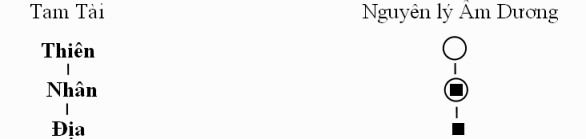 Tam Tài
Nguyên lý Âm Dương
Thiên
Nhân
Địa